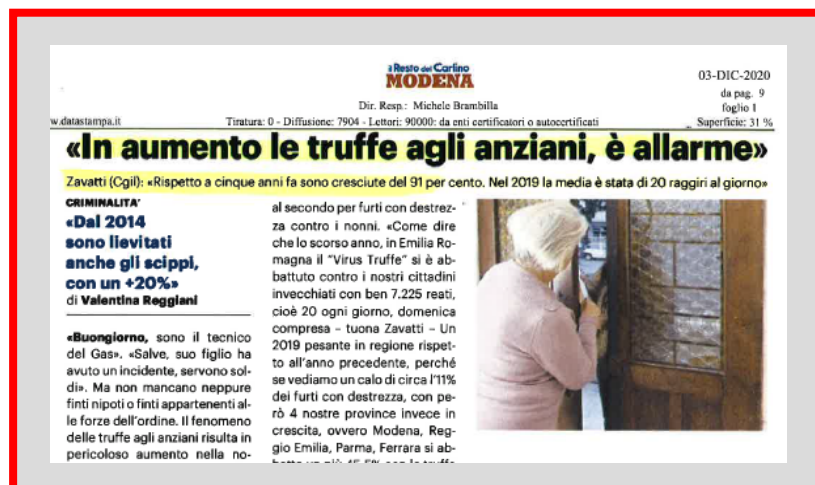 il Resto del Carlino
MODENA
03-DIC-2020
da pag. 9
foglio 1
Superficie: 31 %
Dir. Resp.: Michele Brambilla
w.datastampa.it
Tiratura: 0 - Diffusione: 7904 - Lettori: 90000: da enti certificatori o autocertificati
«In aumento le truffe agli anziani, è allarme»
Zavatti (Cgil): «Rispetto a cinque anni fa sono cresciute del 91 per cento. Nel 2019 la media è stata di 20 raggiri al giorno»
CRIMINALITA'
«Dal 2014
sono lievitati
anche gli scippi,
con un +20%»
di Valentina Reggiani
«Buongiorno, sono il tecnico
del Gas». «Salve, suo figlio ha
avuto un incidente, servono sol-
di». Ma non mancano neppure
finti nipoti o finti appartenenti al-
le forze dell'ordine. Il fenomeno
delle truffe agli anziani risulta in
pericoloso aumento nella no-
al secondo per furti con destrez-
za contro i nonni. «Come dire
che lo scorso anno, in Emilia Ro-
magna il "Virus Truffe" si è ab-
battuto contro i nostri cittadini
invecchiati con ben 7.225 reati,
cioè 20 ogni giorno, domenica
compresa – tuona Zavatti – Un
2019 pesante in regione rispet-
to all'anno precedente, perché
se vediamo un calo di circa l'11%
dei furti con destrezza, con pe-
rò 4 nostre province invece in
crescita, ovvero Modena, Reg-
gio Emilia, Parma, Ferrara si ab-